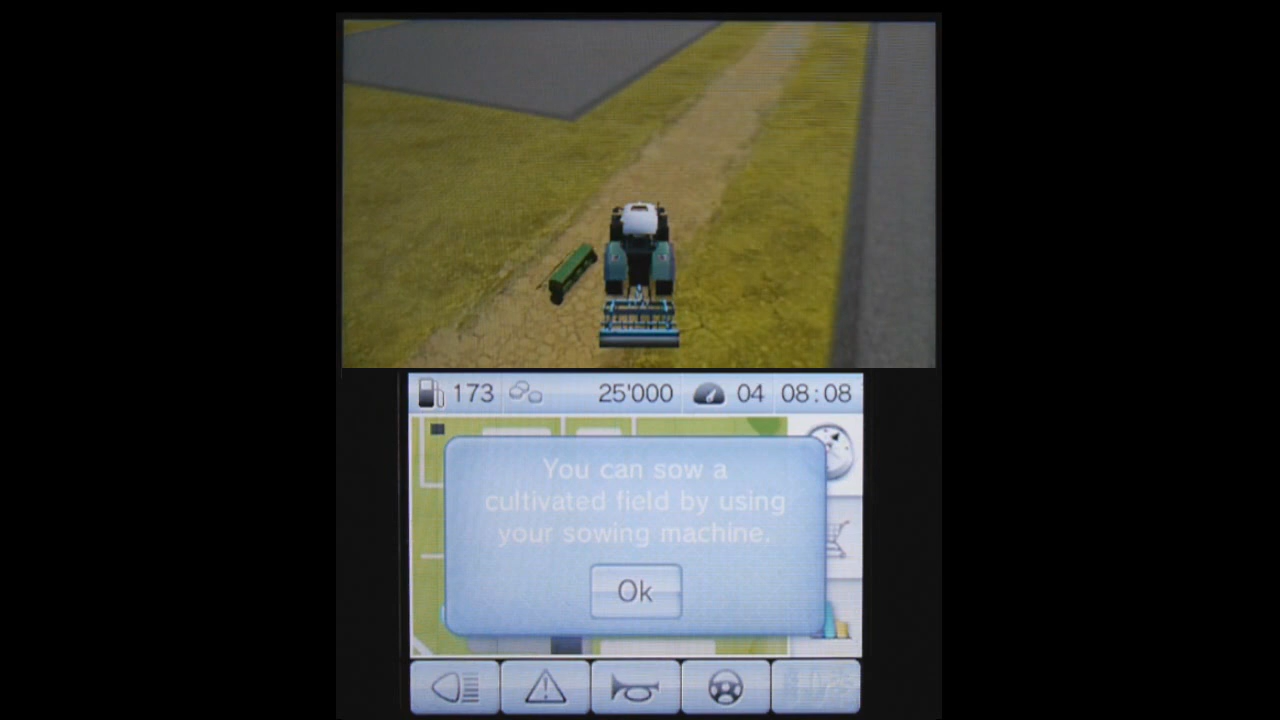 173 25'000 04 08:08
You can sow a
cultivated field by using
your sowing machine.
Ok